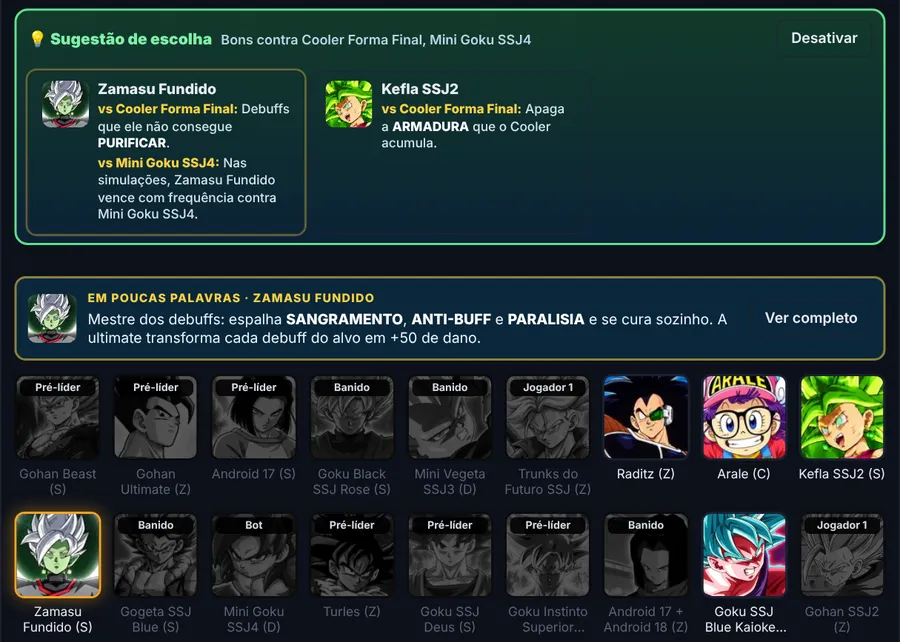 💡 Sugestão de escolha Bons contra Cooler Forma Final, Mini Goku SSJ4
Desativar
Zamasu Fundido
vs Cooler Forma Final: Debuffs
que ele não consegue
PURIFICAR.
vs Mini Goku SSJ4: Nas
simulações, Zamasu Fundido
vence com frequência contra
Mini Goku SSJ4.
Kefla SSJ2
vs Cooler Forma Final: Apaga
a ARMADURA que o Cooler
acumula.
EM POUCAS PALAVRAS · ZAMASU FUNDIDO
Mestre dos debuffs: espalha SANGRAMENTO, ANTI-BUFF e PARALISIA e se cura sozinho. A
ultimate transforma cada debuff do alvo em +50 de dano.
Ver completo
Pré-líder
Pré-líder
Pré-líder
Banido
Banido
Jogador 1
ARALE
Gohan Beast
(S)
Gohan
Ultimate (Z)
Android 17 (S)
Goku Black
SSJ Rose (S)
Mini Vegeta
SSJ3 (D)
Trunks do
Futuro SSJ (Z)
Raditz (Z)
Arale (C)
Kefla SSJ2 (S)
Banido
Bot
Pré-líder
Pré-líder
Pré-líder
Banido
Jogador 1
Zamasu
Fundido (S)
Gogeta SSJ
Blue (S)
Mini Goku
SSJ4 (D)
Turles (Z)
Goku SSJ
Deus (S)
Goku Instinto
Superior...
Android 17 +
Android 18 (Z)
Goku SSJ
Blue Kaioke...
Gohan SSJ2
(Z)